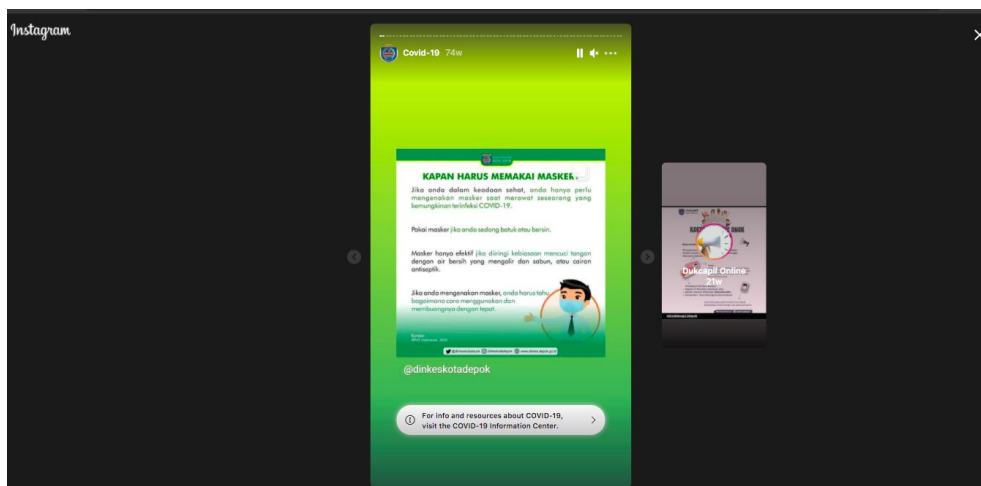 Instagram
Covid-19 74w
KAPAN HARUS MEMAKAI MASKER
Jika anda dalam keadaan sehat, anda hanya perlu
mengenakan masker saat merawat seseorang yang
kemungkinan terinfeksi COVID-19.
Pakai masker jika anda sedang batuk atau bersin.
Masker hanya efektif jika diiringi kebiasaan mencuci tangan
dengan air bersih yang mengalir dan sabun, atau cairan
antiseptik.
Jika anda mengenakan masker, anda harus tahu
bagaimana cara menggunakan dan
membuangnya dengan tepat.
@dinkeskotadepok
For info and resources about COVID-19,
visit the COVID-19 Information Center.
Dukcapil Online
21w